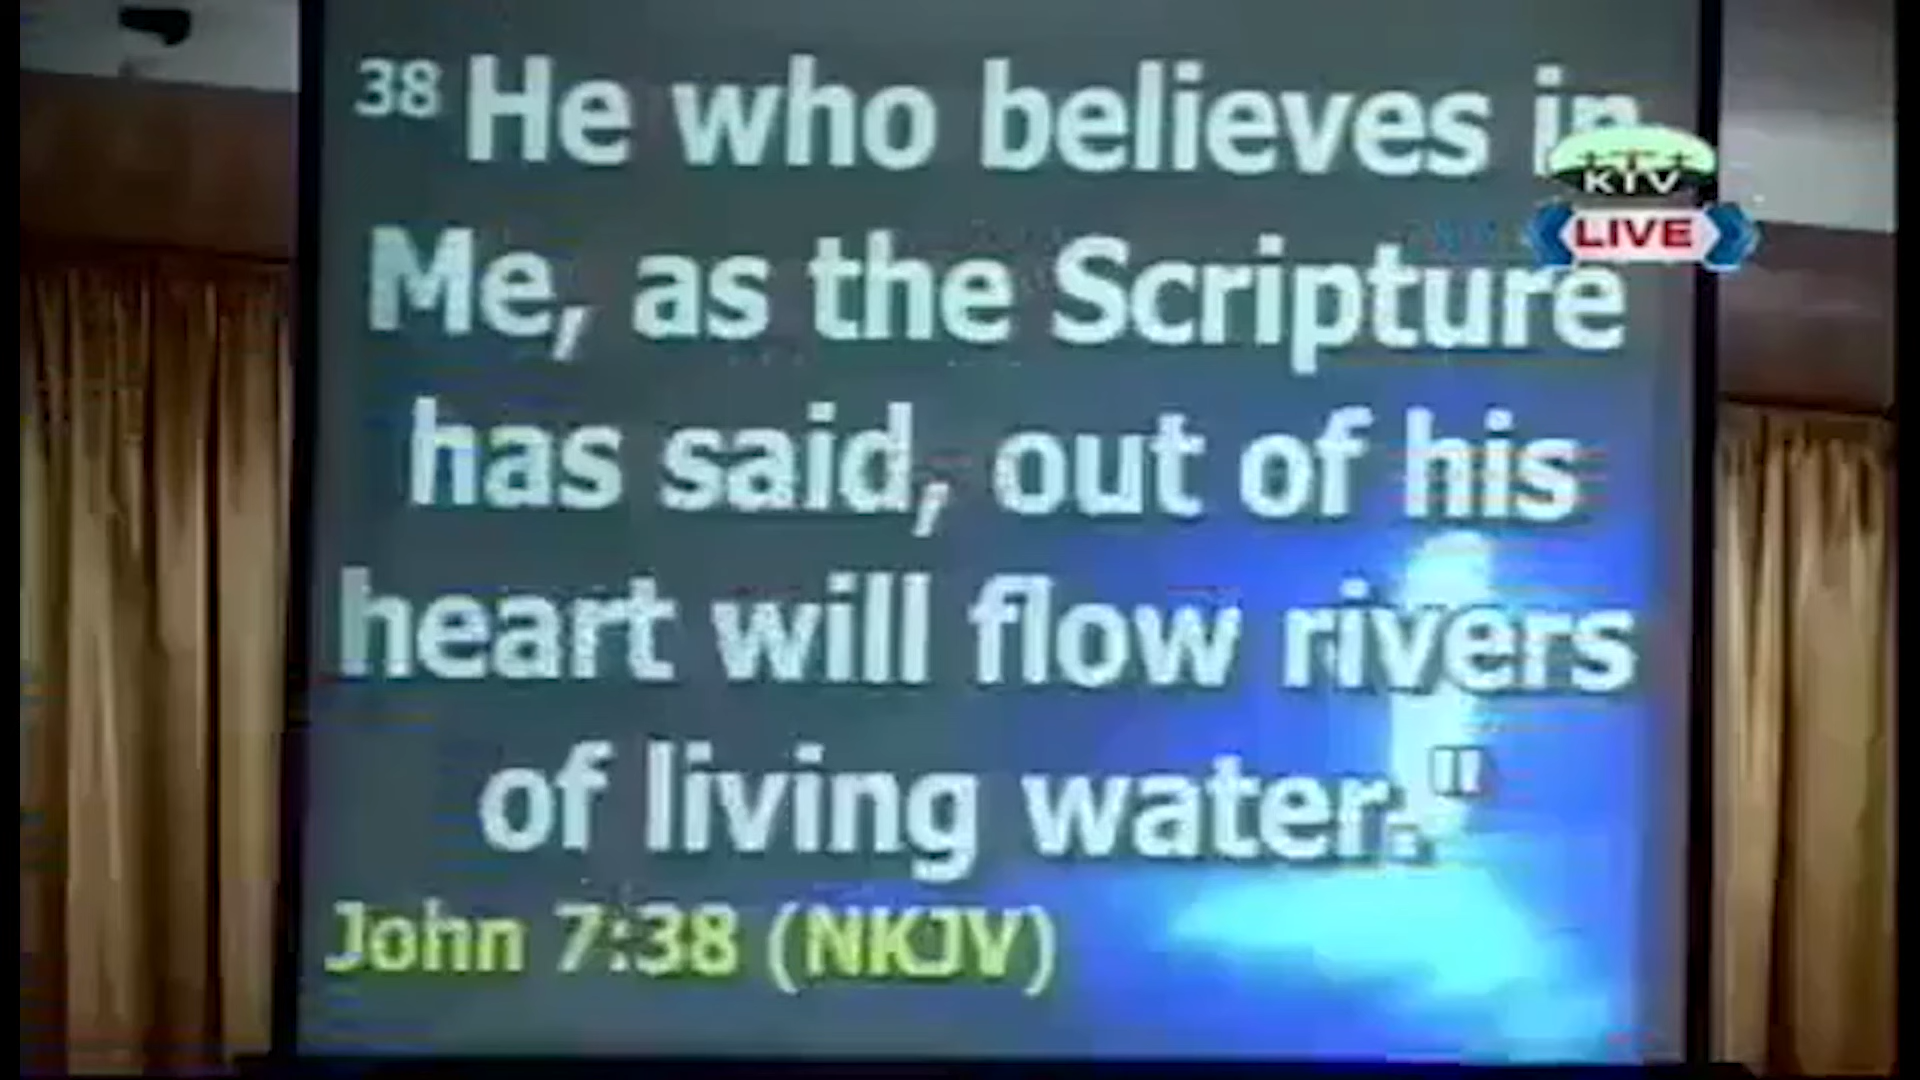 38 He who believes in
KTV
LIVE
Me, as the Scripture
has said, out of his
heart will flow rivers
of living water."
John 7:38 (NKJV)